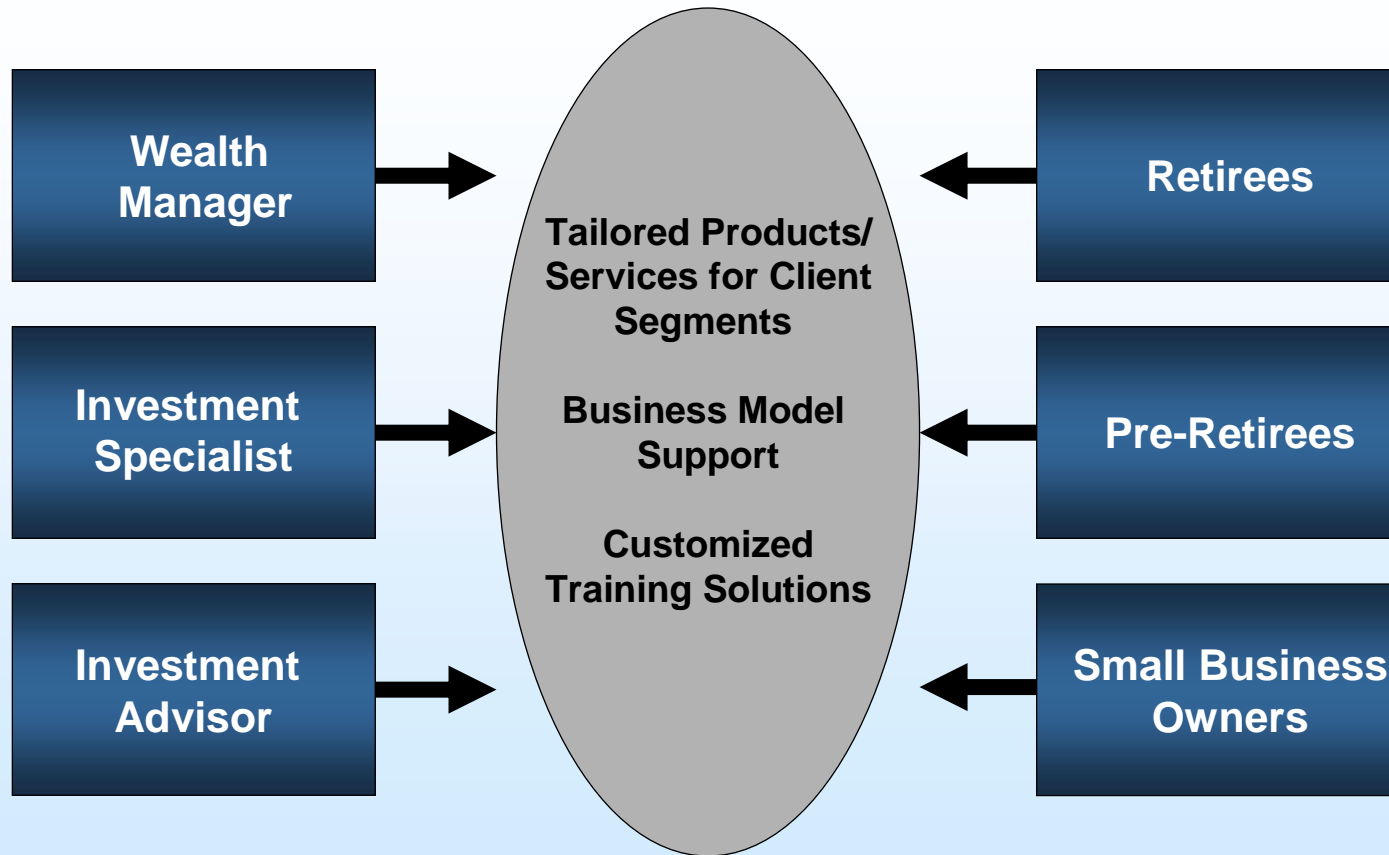 Wealth
Manager
Investment
Specialist
Investment
Advisor
Tailored Products/
Services for Client
Segments
Business Model
Support
Customized
Training Solutions
Retirees
Pre-Retirees
Small Business
Owners